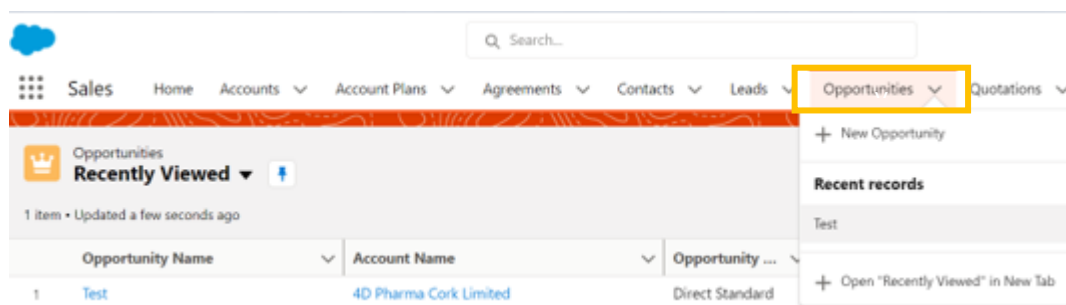 Search...
Sales Home Accounts Account Plans Agreements Contacts Leads Opportunities Quotations
+ New Opportunity
Opportunities
Recently Viewed
Recent records
1 item • Updated a few seconds ago
Test
Opportunity Name Account Name Opportunity ...
+ Open "Recently Viewed" in New Tab
1 Test 4D Pharma Cork Limited Direct Standard